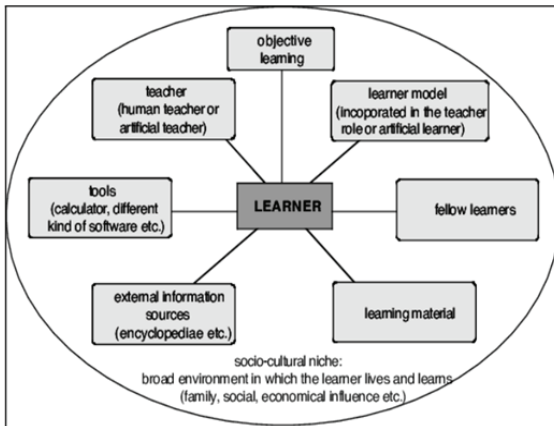 objective
learning
teacher
(human teacher or
artificial teacher)
learner model
(incoporated in the teacher
role or artificial learner)
tools
(calculator, different
kind of software etc.)
LEARNER
fellow learners
external information
sources
(encyclopediae etc.)
learning material
socio-cultural niche:
broad environment in which the learner lives and learns
(family, social, economical influence etc.)